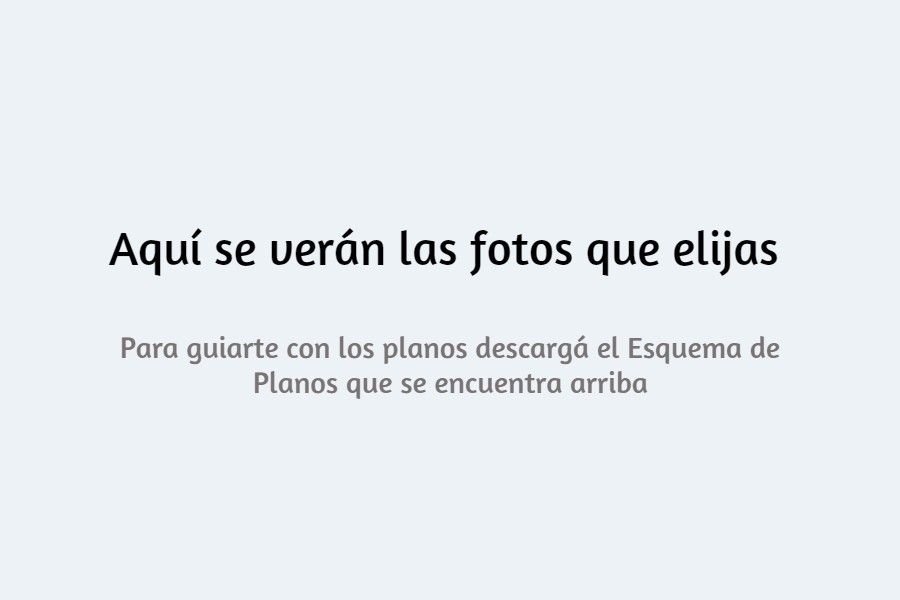 Aquí se verán las fotos que elijas
Para guiarte con los planos descargá el Esquema de
Planos que se encuentra arriba